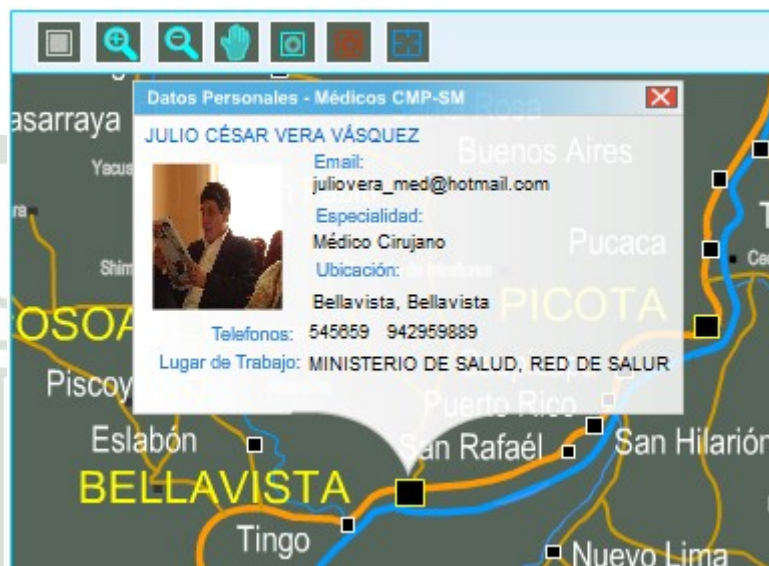 Datos Personales - Médicos CMP-SM
JULIO CÉSAR VERA VÁSQUEZ
Email:
juliovera_med@hotmail.com
Especialidad:
Médico Cirujano
Ubicación:
Bellavista, Bellavista
Telefonos: 545659 942959889
Lugar de Trabajo: MINISTERIO DE SALUD, RED DE SALUR
asarraya
Rosa
Buenos Aires
Yacus
Pucaca
Shim
PICOTA
OSOA
Piscoy
Puerto Rico
Eslabón
San Rafaél
San Hilarión
BELLAVISTA
Tingo
Nuevo Lima